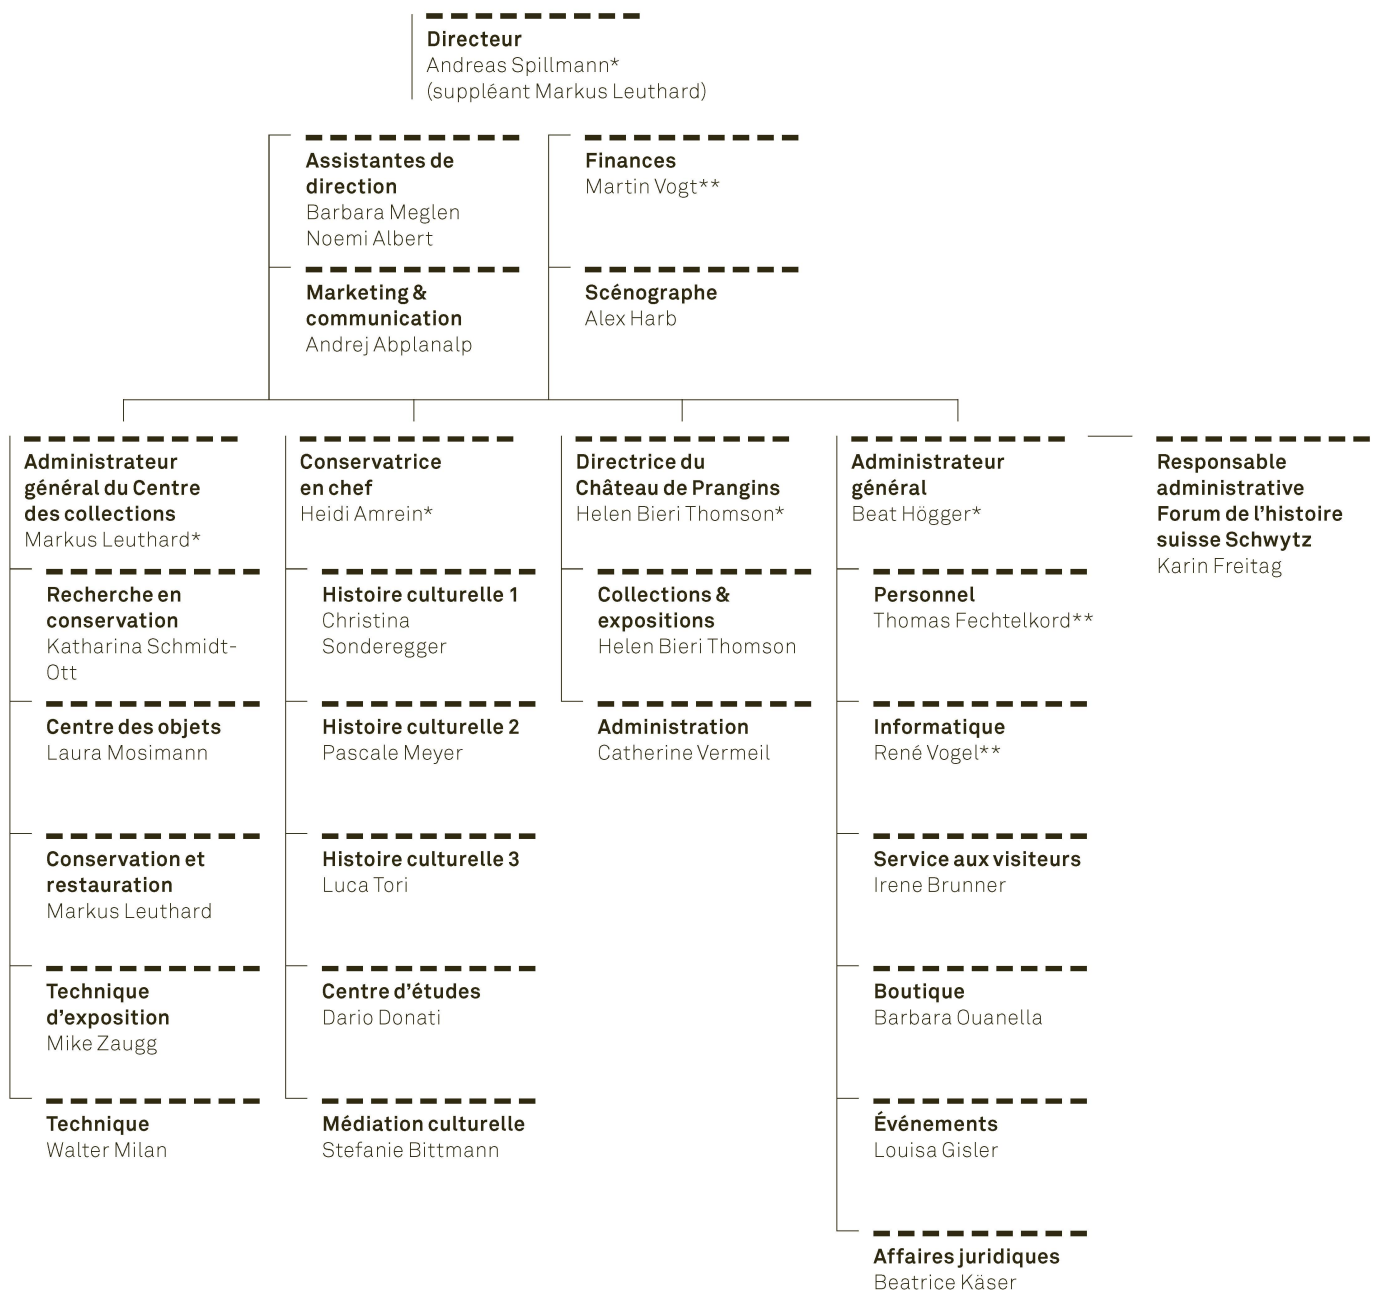 Directeur
Andreas Spillmann*
(suppléant Markus Leuthard)
Assistantes de
direction
Barbara Meglen
Noemi Albert
Finances
Martin Vogt**
Marketing &
communication
Andrej Abplanalp
Scénographe
Alex Harb
Administrateur
général du Centre
des collections
Markus Leuthard*
Recherche en
conservation
Katharina Schmidt-
Ott
Centre des objets
Laura Mosimann
Conservation et
restauration
Markus Leuthard
Technique
d’exposition
Mike Zaugg
Technique
Walter Milan
Conservatrice
en chef
Heidi Amrein*
Histoire culturelle 1
Christina
Sonderegger
Histoire culturelle 2
Pascale Meyer
Histoire culturelle 3
Luca Tori
Centre d’études
Dario Donati
Médiation culturelle
Stefanie Bittmann
Directrice du
Château de Prangins
Helen Bieri Thomson*
Collections &
expositions
Helen Bieri Thomson
Administration
Catherine Vermeil
Administrateur
général
Beat Högger*
Personnel
Thomas Fechtelkord**
Informatique
René Vogel**
Service aux visiteurs
Irene Brunner
Boutique
Barbara Ouanella
Événements
Louisa Gisler
Affaires juridiques
Beatrice Käser
Responsable
administrative
Forum de l’histoire
suisse Schwytz
Karin Freitag